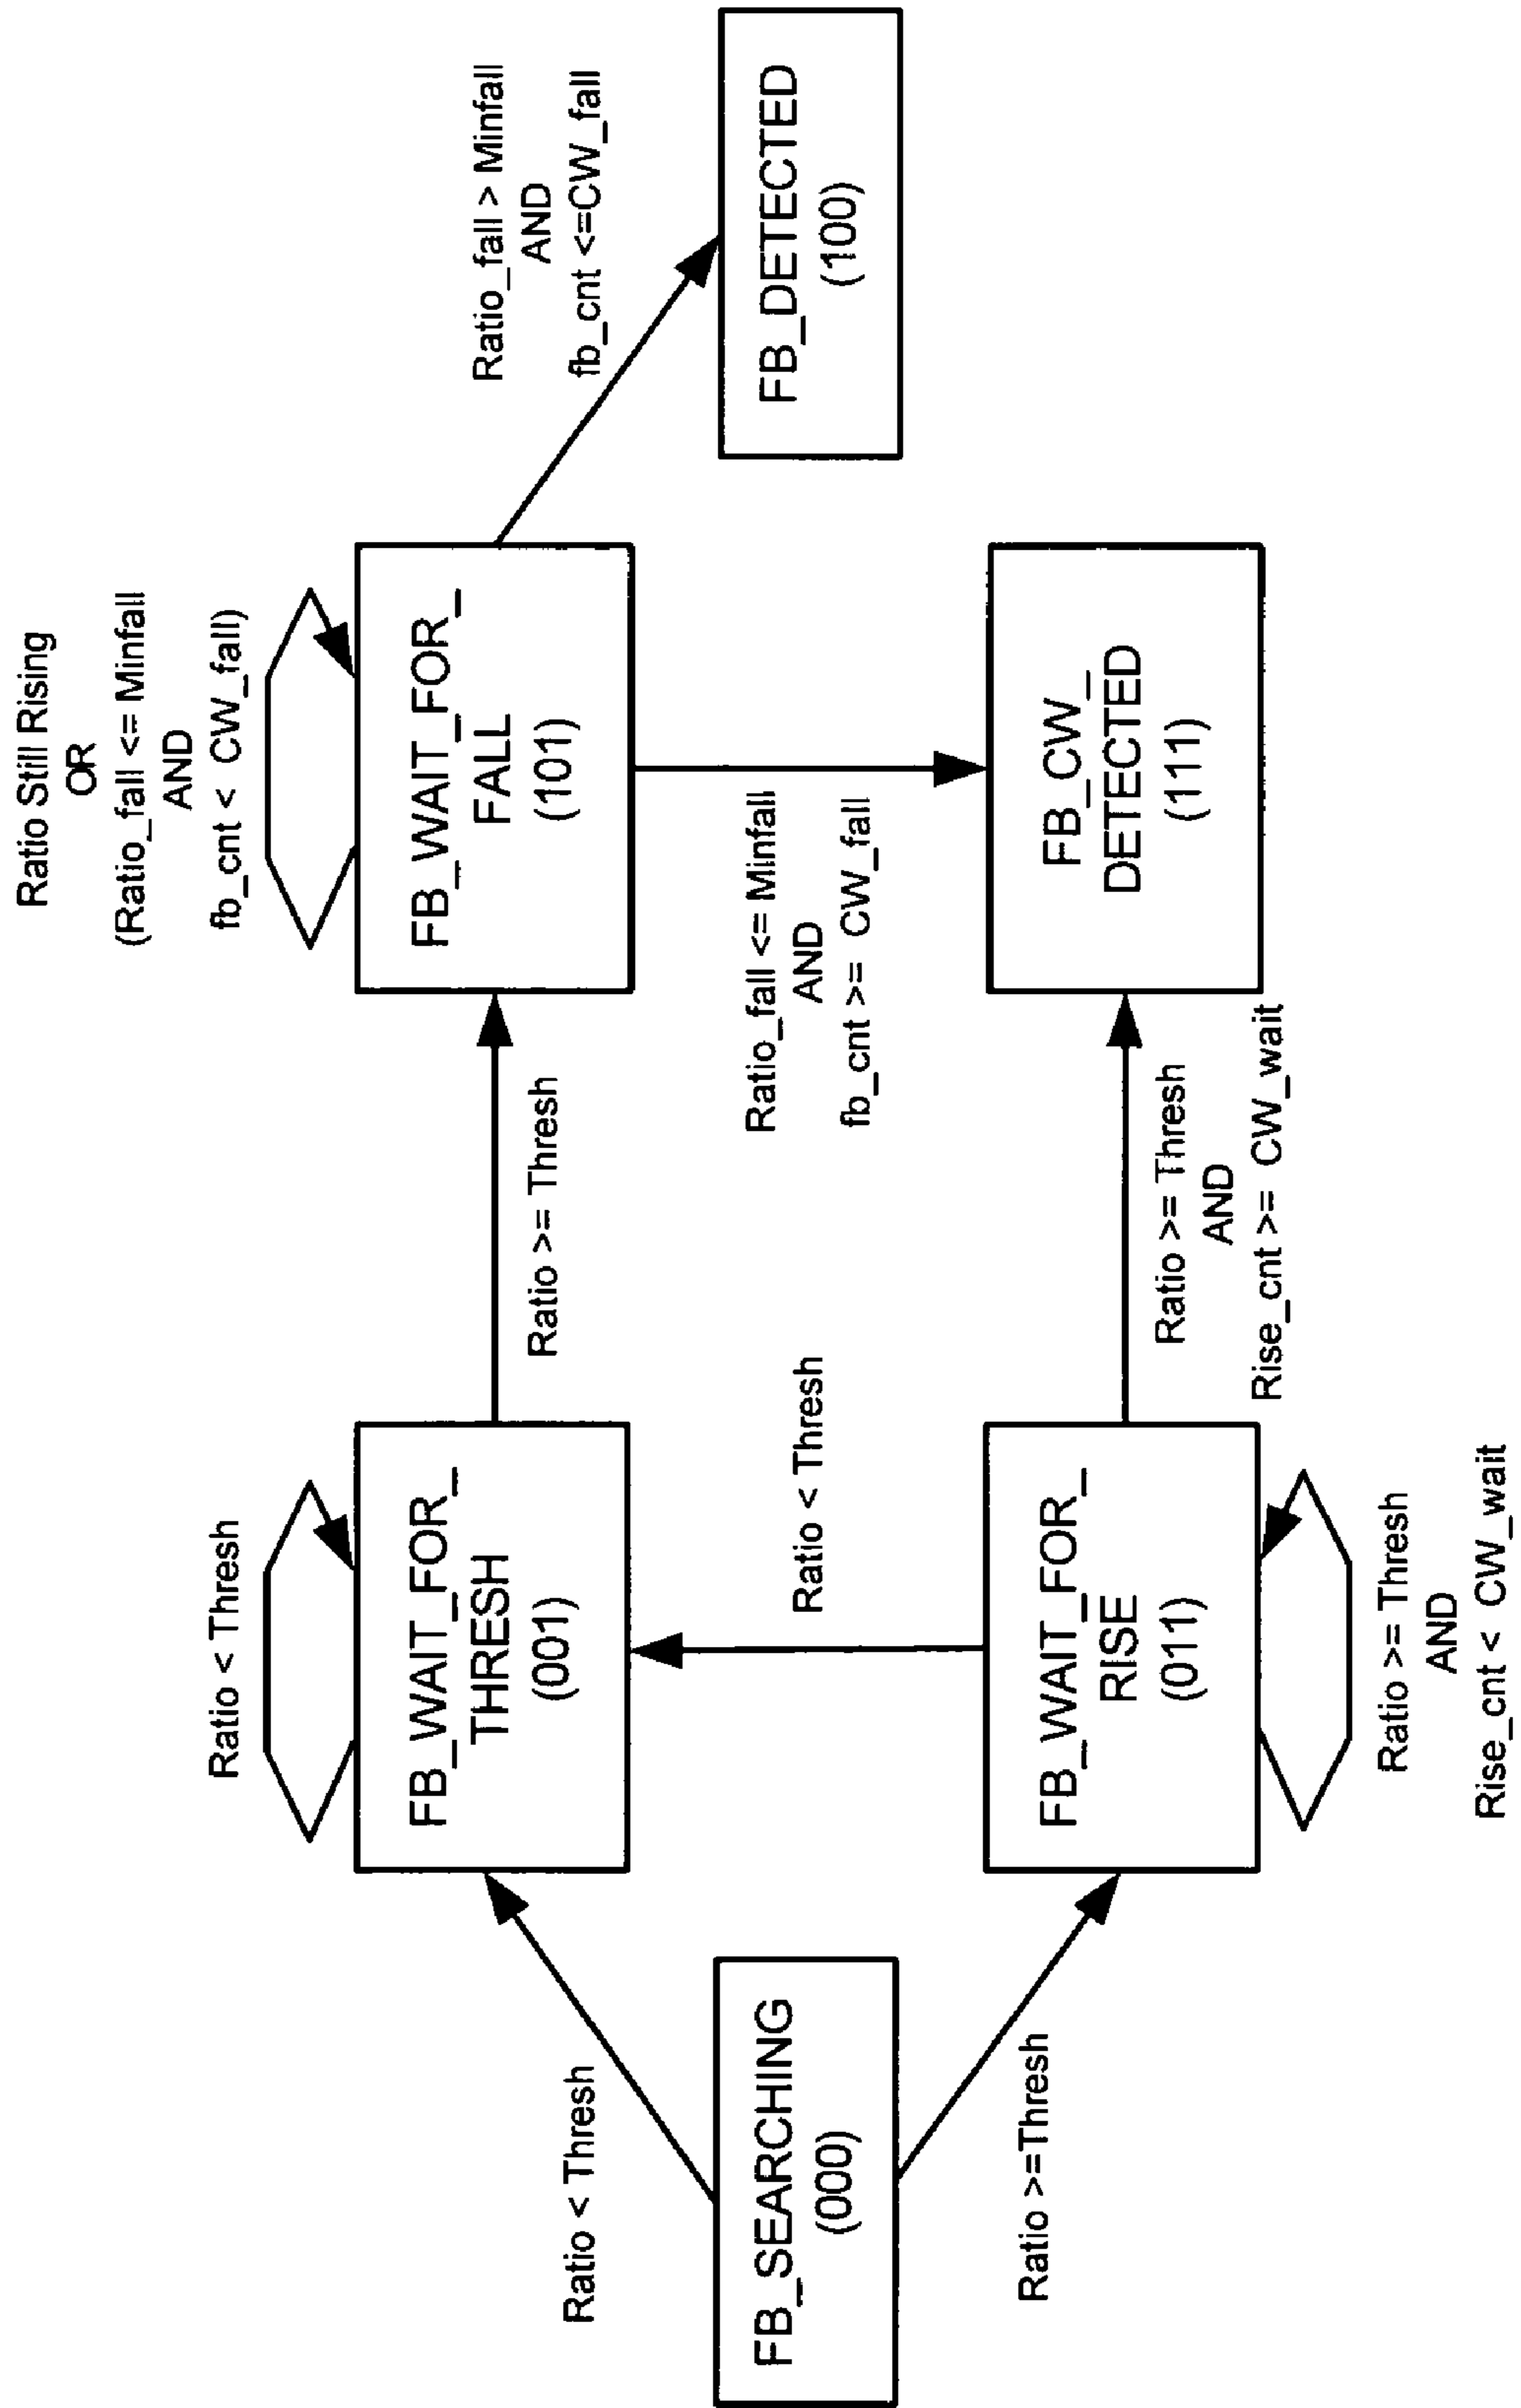 Ratio < Thresh
FB_SEARCHING
(000)
Ratio >=Thresh
Ratio < Thresh
FB_WAIT_FOR_
THRESH
(001)
Ratio < Thresh
FB_WAIT_FOR_
RISE
(011)
Ratio >= Thresh
AND
Rise_cnt < CW_wait
Ratio >= Thresh
Ratio >= Thresh
AND
Rise_cnt >= CW_wait
Ratio Still Rising
OR
(Ratio_fall <= Minfall
AND
fb_cnt < CW_fall)
FB_WAIT_FOR_
FALL
(101)
Ratio_fall <= Minfall
AND
fb_cnt >= CW_fall
FB_CW_
DETECTED
(111)
Ratio_fall > Minfall
AND
fb_cnt <=CW_fall
FB_DETECTED
(100)